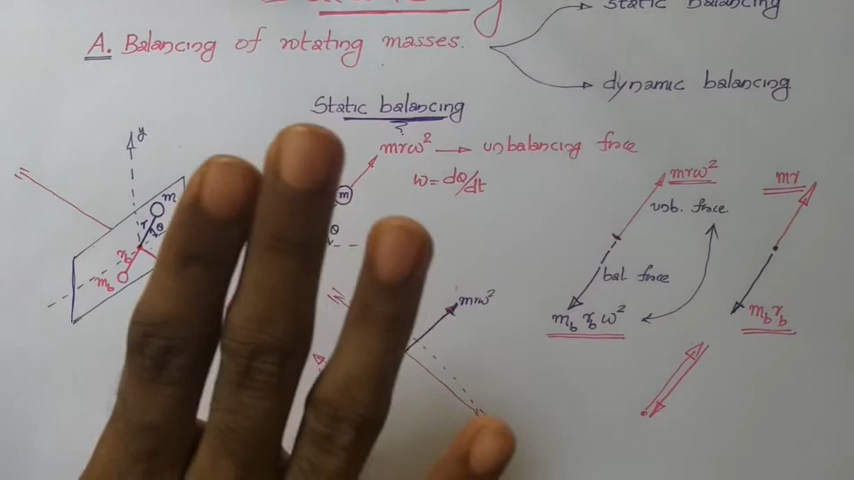 static balancing
A. Balancing of rotating masses.
dynamic balancing
Static balancing
?
mrω² → unbalancing force
ω = dθ/dt
y
m
r
θ
r_b
m_b
m
θ
mrω²
unb. force
bal force
m_b r_b ω²
mr
m_b r_b
mrω²